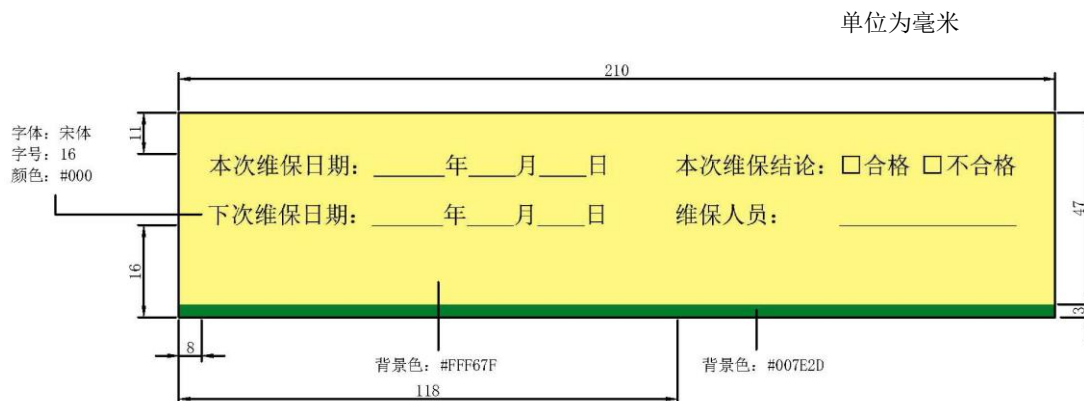 单位为毫米
210
字体：宋体
字号：16
颜色：#000
11
本次维保日期：______年____月____日 本次维保结论：□合格 □不合格
下次维保日期：______年____月____日 维保人员：_______________
47
16
3
8
背景色：#FFF67F 背景色：#007E2D
118